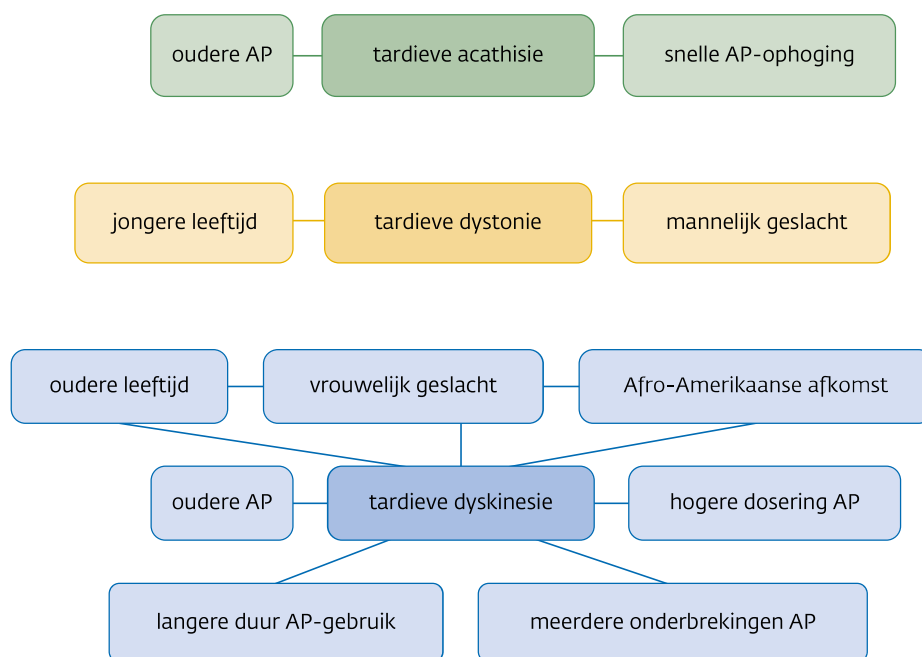 oudere AP
tardieve acathisie
snelle AP-ophoging
jongere leeftijd
tardieve dystonie
mannelijk geslacht
oudere leeftijd
vrouwelijk geslacht
Afro-Amerikaanse afkomst
oudere AP
tardieve dyskinesie
hogere dosering AP
langere duur AP-gebruik
meerdere onderbrekingen AP